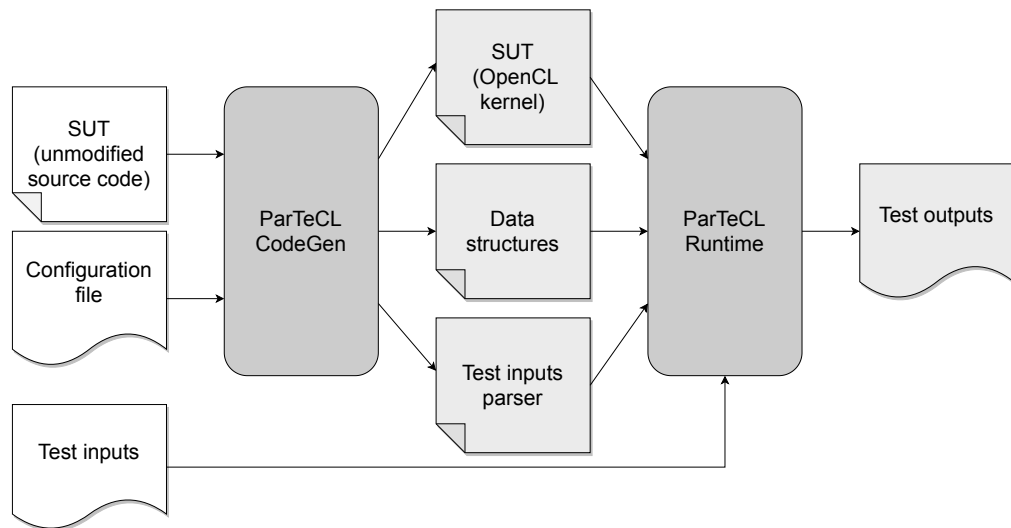 SUT
(unmodified
source code)
Configuration
file
Test inputs
ParTeCL
CodeGen
SUT
(OpenCL
kernel)
Data
structures
Test inputs
parser
ParTeCL
Runtime
Test outputs